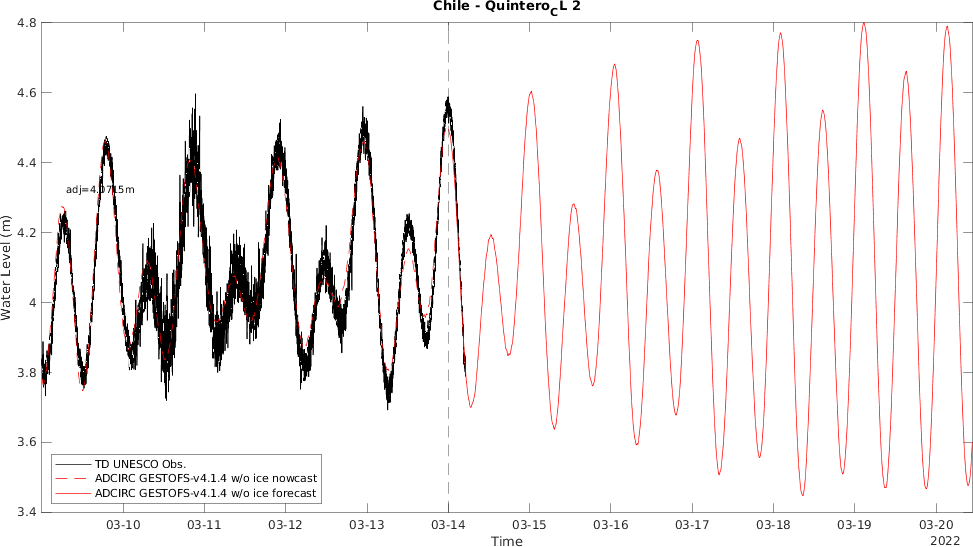 Chile - Quintero_CL 2
4.8
4.6
4.4
4.2
4
3.8
3.6
3.4
Water Level (m)
adj=4.0715m
TD UNESCO Obs.
ADCIRC GESTOFS-v4.1.4 w/o ice nowcast
ADCIRC GESTOFS-v4.1.4 w/o ice forecast
03-10 03-11 03-12 03-13 03-14 03-15 03-16 03-17 03-18 03-19 03-20
Time
2022